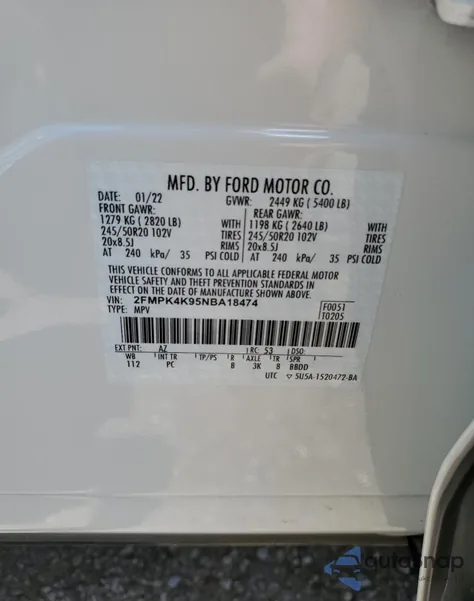 MFD. BY FORD MOTOR CO.
DATE: 01/22 GVWR: 2449 KG ( 5400 LB)
FRONT GAWR: REAR GAWR:
1279 KG ( 2820 LB) WITH 1198 KG ( 2640 LB) WITH
245/50R20 102V TIRES 245/50R20 102V TIRES
20x8.5J RIMS 20x8.5J RIMS
AT 240 kPa/ 35 PSI COLD AT 240 kPa/ 35 PSI COLD
THIS VEHICLE CONFORMS TO ALL APPLICABLE FEDERAL MOTOR
VEHICLE SAFETY AND THEFT PREVENTION STANDARDS IN
EFFECT ON THE DATE OF MANUFACTURE SHOWN ABOVE.
VIN: 2FMPK4K95NBA18474 F0051
TYPE: MPV T0205
EXT PNT: AZ RC: 53 DSO:
WB INT TR TP/PS R AXLE TR SPR
112 PC B 3K 8 BBDD
UTC ▽ 5U5A-1520472-BA
autosnap